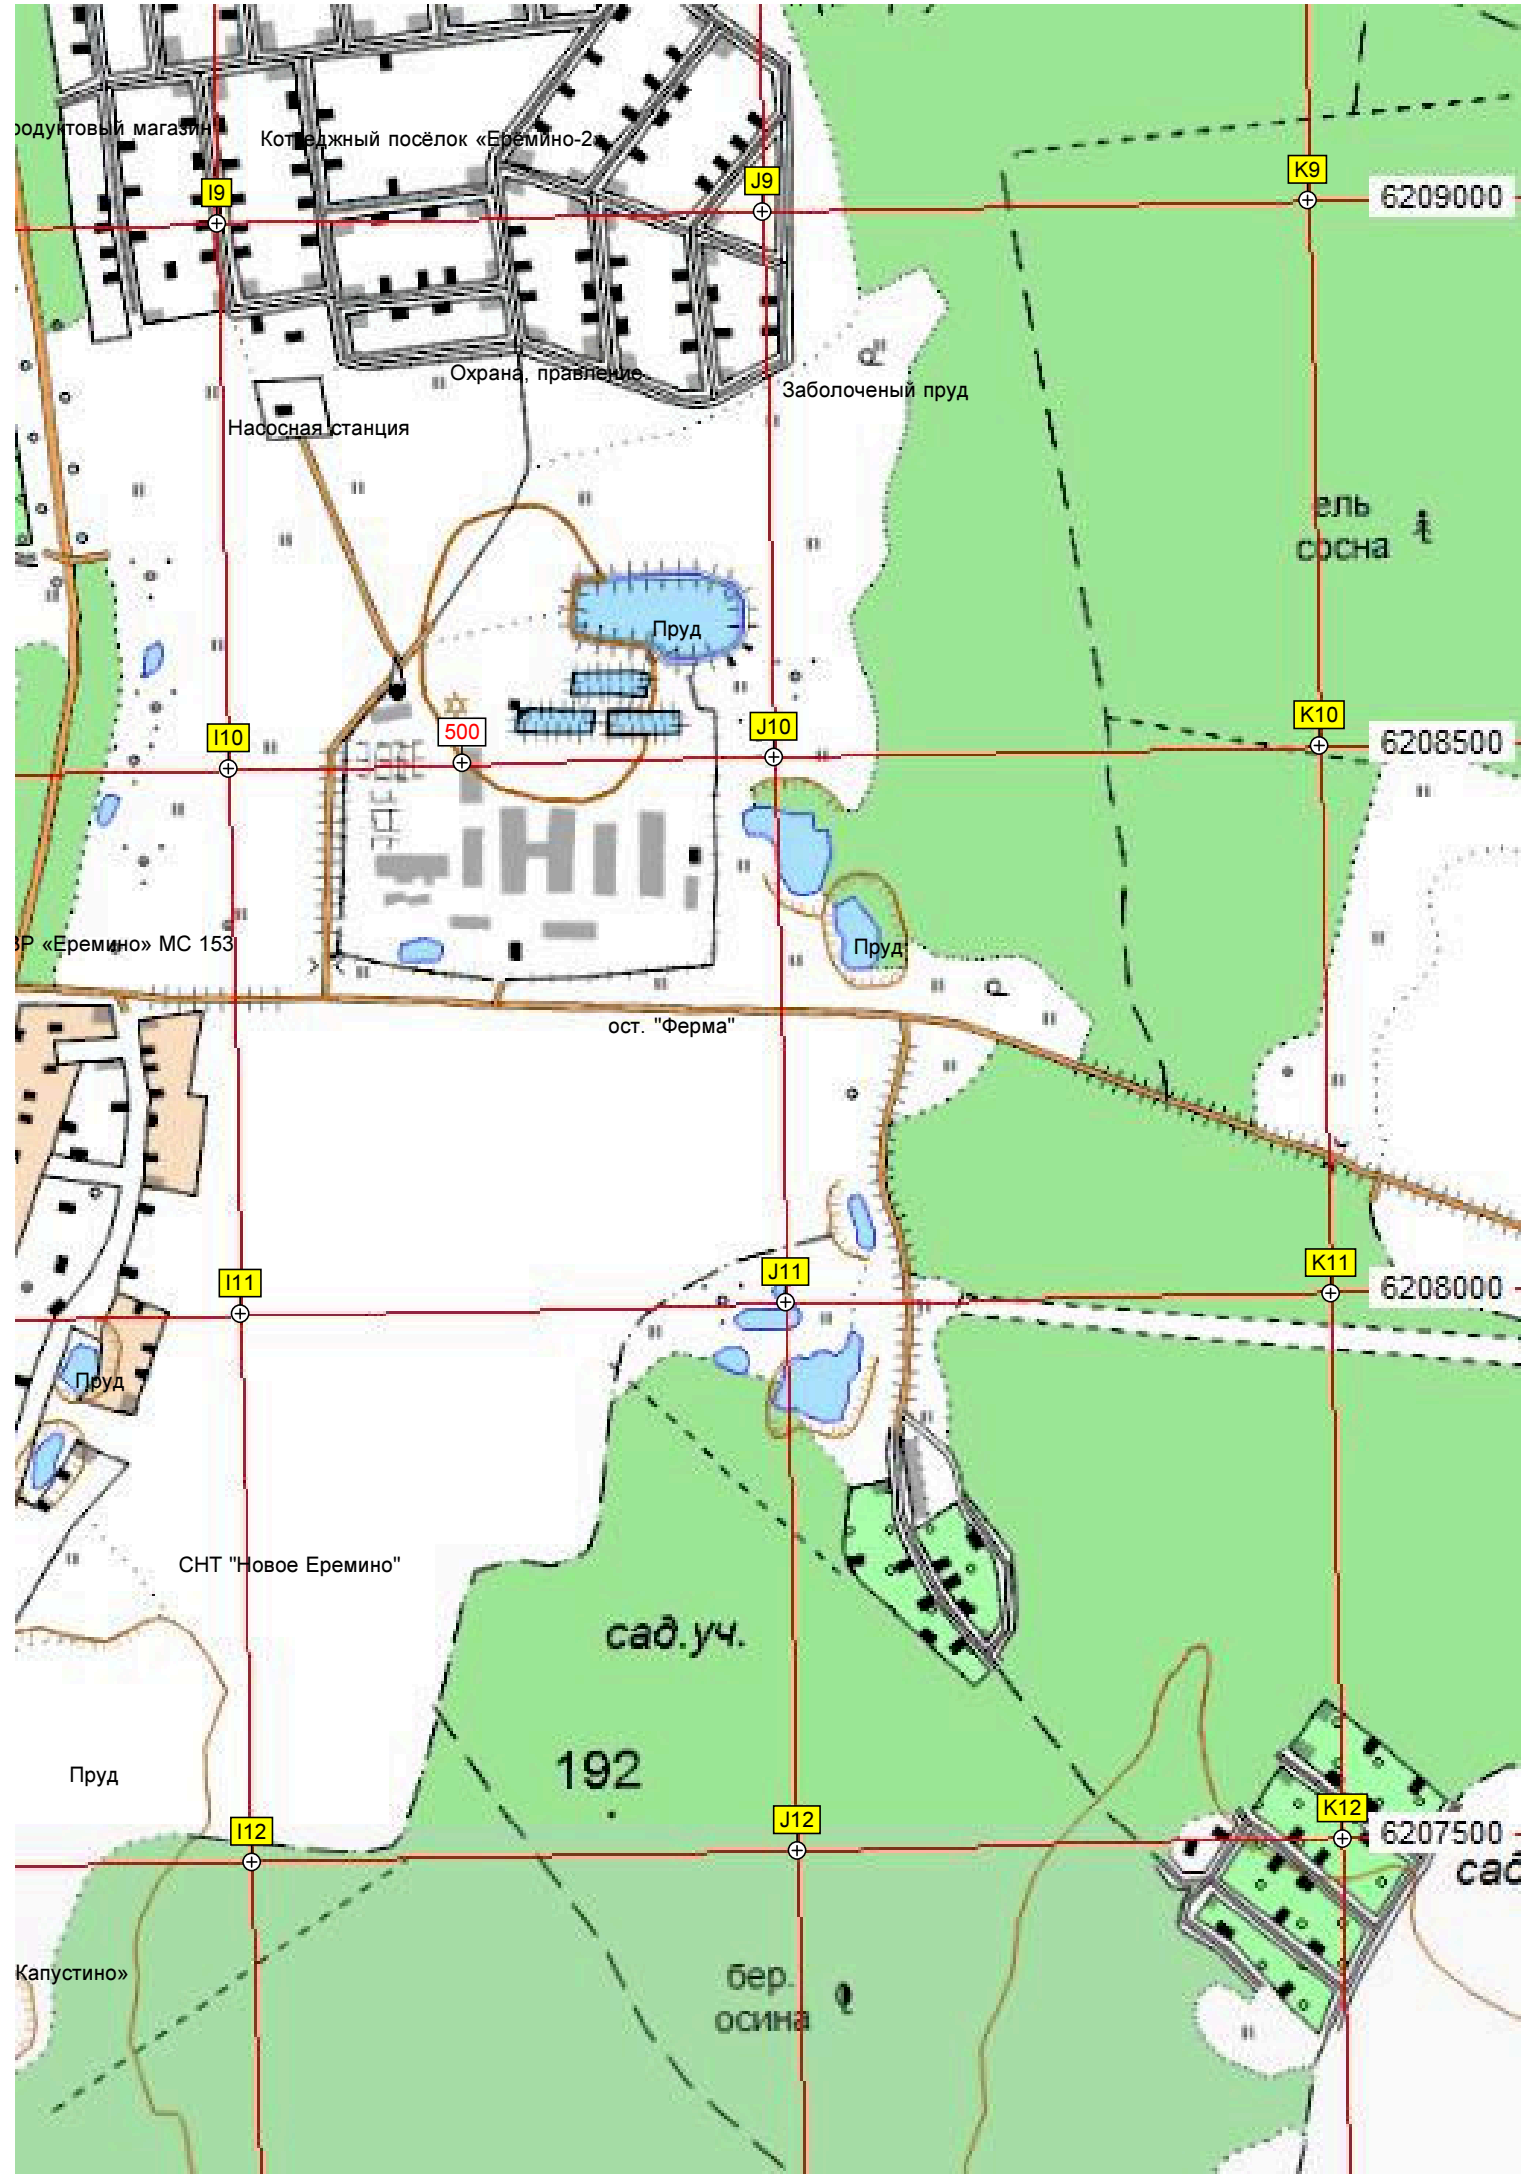 родуктовый магазин
Коттеджный посёлок «Ерёмино-2»
I9
J9
K9
6209000
Охрана, правление
Заболоченый пруд
Насосная станция
ель
сосна
Пруд
I10
500
J10
K10
6208500
ЗР «Еремино» МС 153
Пруд
ост. "Ферма"
I11
J11
K11
6208000
Пруд
СНТ "Новое Еремино"
сад.уч.
192
Пруд
I12
J12
K12
6207500
сад
Капустино»
бер.
осина